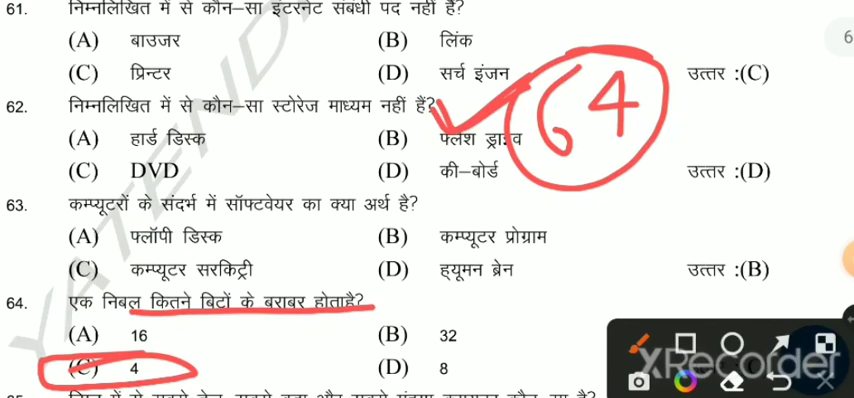 61. निम्नलिखित में से कौन–सा इंटरनेट संबंधी पद नहीं है?
(A) बाउजर (B) लिंक
(C) प्रिन्टर (D) सर्च इंजन उत्तर :(C)
62. निम्नलिखित में से कौन–सा स्टोरेज माध्यम नहीं हैं?
(A) हार्ड डिस्क (B) फ्लैश ड्राइव
(C) DVD (D) की–बोर्ड उत्तर :(D)
63. कम्प्यूटरों के संदर्भ में सॉफ्टवेयर का क्या अर्थ है?
(A) फ्लॉपी डिस्क (B) कम्प्यूटर प्रोग्राम
(C) कम्प्यूटर सरकिट्री (D) ह्यूमन ब्रेन उत्तर :(B)
64. एक निबल कितने बिटों के बराबर होताहै?
(A) 16 (B) 32
(C) 4 (D) 8
64
6
YATEND
XRecorder